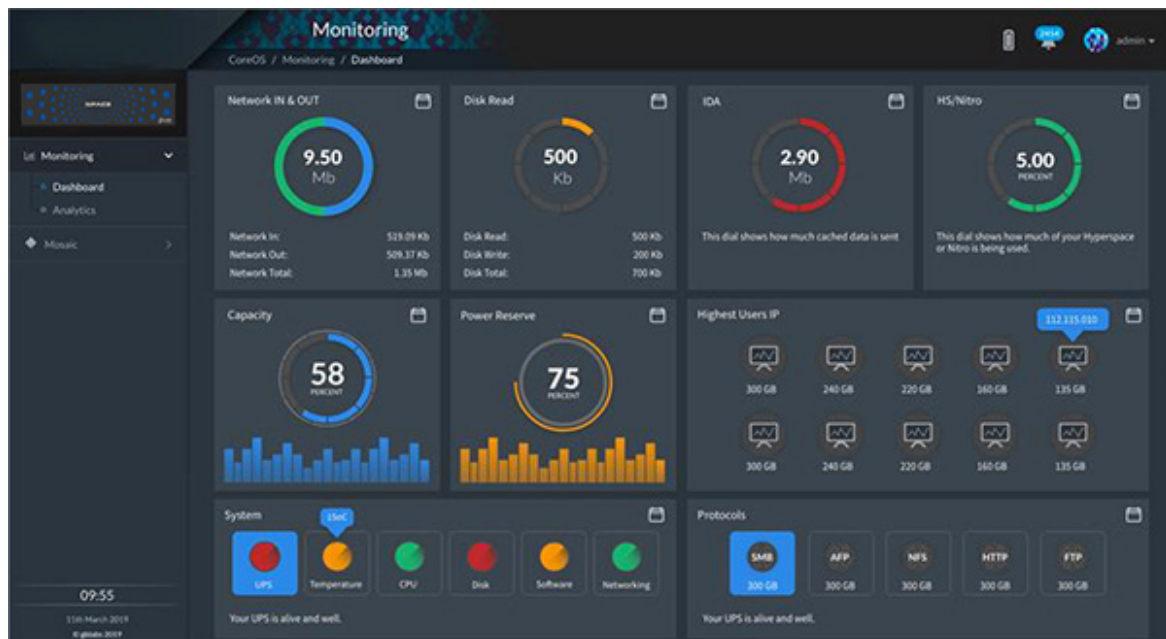 Monitoring
CoreOS / Monitoring / Dashboard
2454
admin
SPACE
Monitoring
Dashboard
Analytics
Mosaic
Network IN & OUT
9.50
Mb
Network In: 519.09 Kb
Network Out: 509.37 Kb
Network Total: 1.35 Mb
Disk Read
500
Kb
Disk Read: 500 Kb
Disk Write: 200 Kb
Disk Total: 700 Kb
IDA
2.90
Mb
This dial shows how much cached data is sent
HS/Nitro
5.00
PERCENT
This dial shows how much of your Hyperspace
or Nitro is being used.
Capacity
58
PERCENT
Power Reserve
75
PERCENT
Highest Users IP
112.115.010
300 GB 240 GB 220 GB 160 GB 135 GB
300 GB 240 GB 220 GB 160 GB 135 GB
System
15oC
UPS Temperature CPU Disk Software Networking
Your UPS is alive and well.
Protocols
SMB AFP NFS HTTP FTP
300 GB 300 GB 300 GB 300 GB 300 GB
Your UPS is alive and well.
09:55
11th March 2019
© gblabs 2019